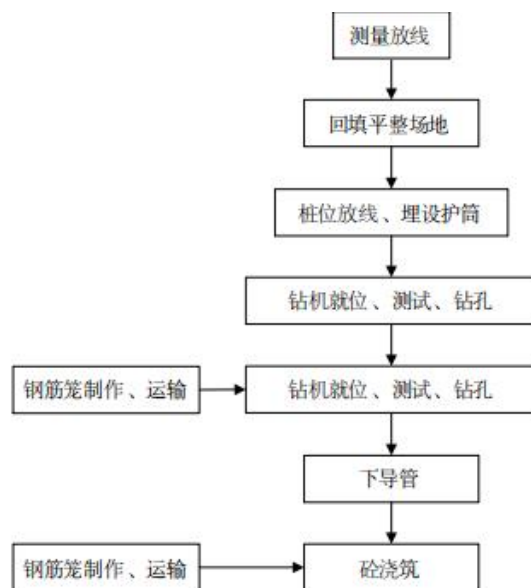 测量放线
回填平整场地
桩位放线、埋设护筒
钻机就位、测试、钻孔
钢筋笼制作、运输
钻机就位、测试、钻孔
下导管
钢筋笼制作、运输
砼浇筑